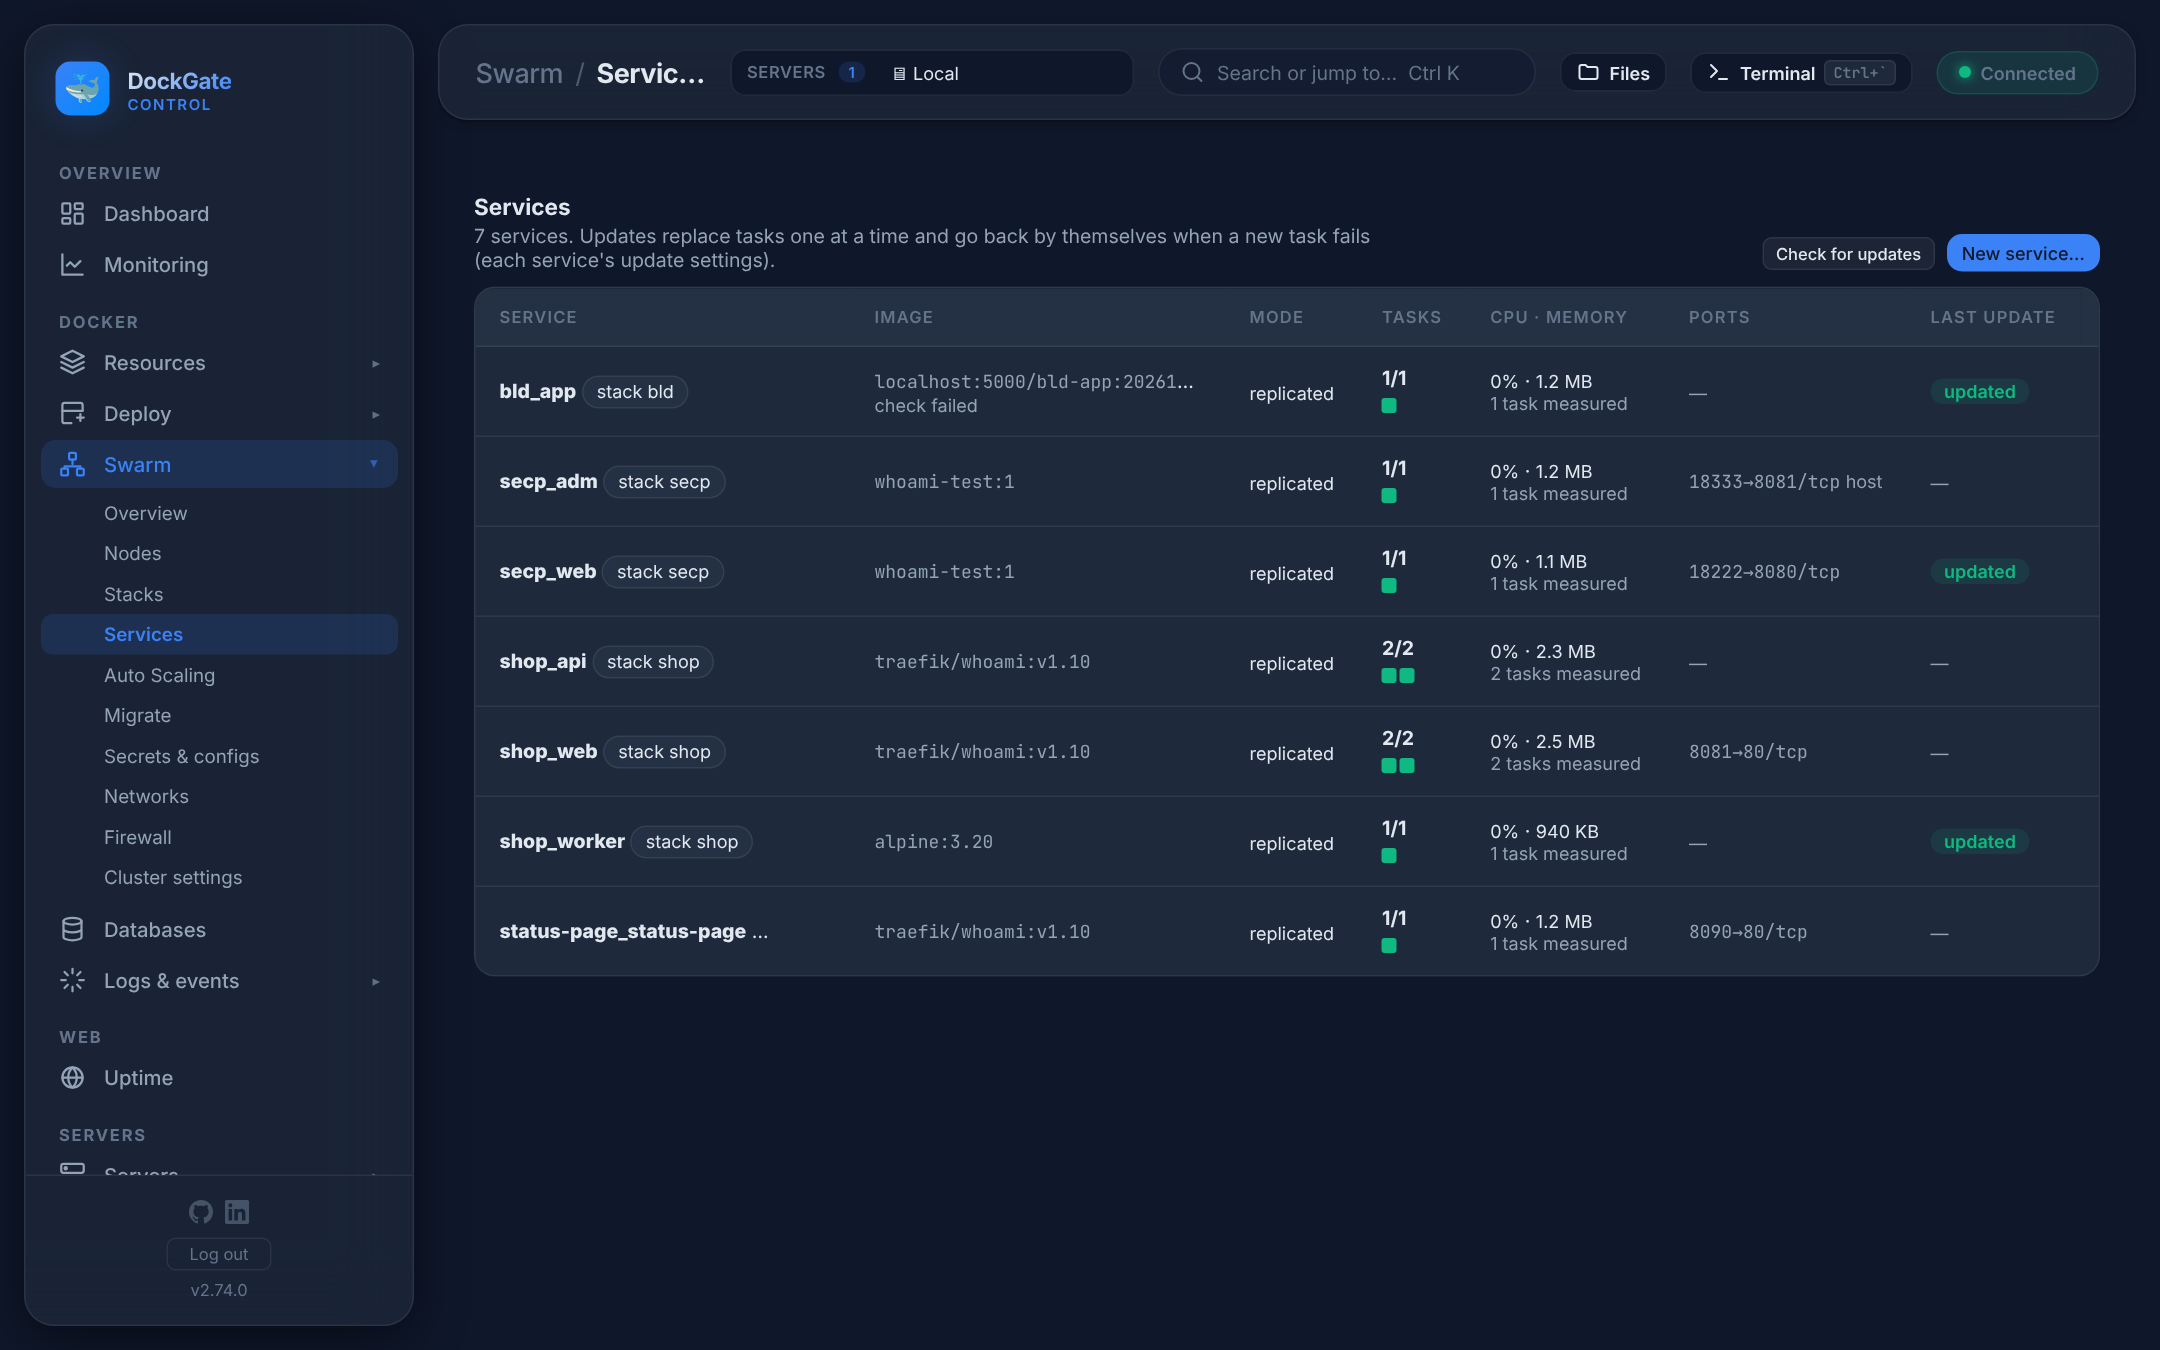 DockGate
CONTROL
OVERVIEW
Dashboard
Monitoring
DOCKER
Resources
Deploy
Swarm
Overview
Nodes
Stacks
Services
Auto Scaling
Migrate
Secrets & configs
Networks
Firewall
Cluster settings
Databases
Logs & events
WEB
Uptime
SERVERS
Servers
Log out
v2.74.0
Swarm / Servic...
SERVERS 1 Local
Search or jump to... Ctrl K
Files
Terminal Ctrl+`
Connected
Services
7 services. Updates replace tasks one at a time and go back by themselves when a new task fails
(each service's update settings).
Check for updates
New service...
SERVICE IMAGE MODE TASKS CPU · MEMORY PORTS LAST UPDATE
bld_app stack bld localhost:5000/bld-app:20261... check failed replicated 1/1 0% · 1.2 MB 1 task measured — updated
secp_adm stack secp whoami-test:1 replicated 1/1 0% · 1.2 MB 1 task measured 18333→8081/tcp host —
secp_web stack secp whoami-test:1 replicated 1/1 0% · 1.1 MB 1 task measured 18222→8080/tcp updated
shop_api stack shop traefik/whoami:v1.10 replicated 2/2 0% · 2.3 MB 2 tasks measured — —
shop_web stack shop traefik/whoami:v1.10 replicated 2/2 0% · 2.5 MB 2 tasks measured 8081→80/tcp —
shop_worker stack shop alpine:3.20 replicated 1/1 0% · 940 KB 1 task measured — updated
status-page_status-page ... traefik/whoami:v1.10 replicated 1/1 0% · 1.2 MB 1 task measured 8090→80/tcp —